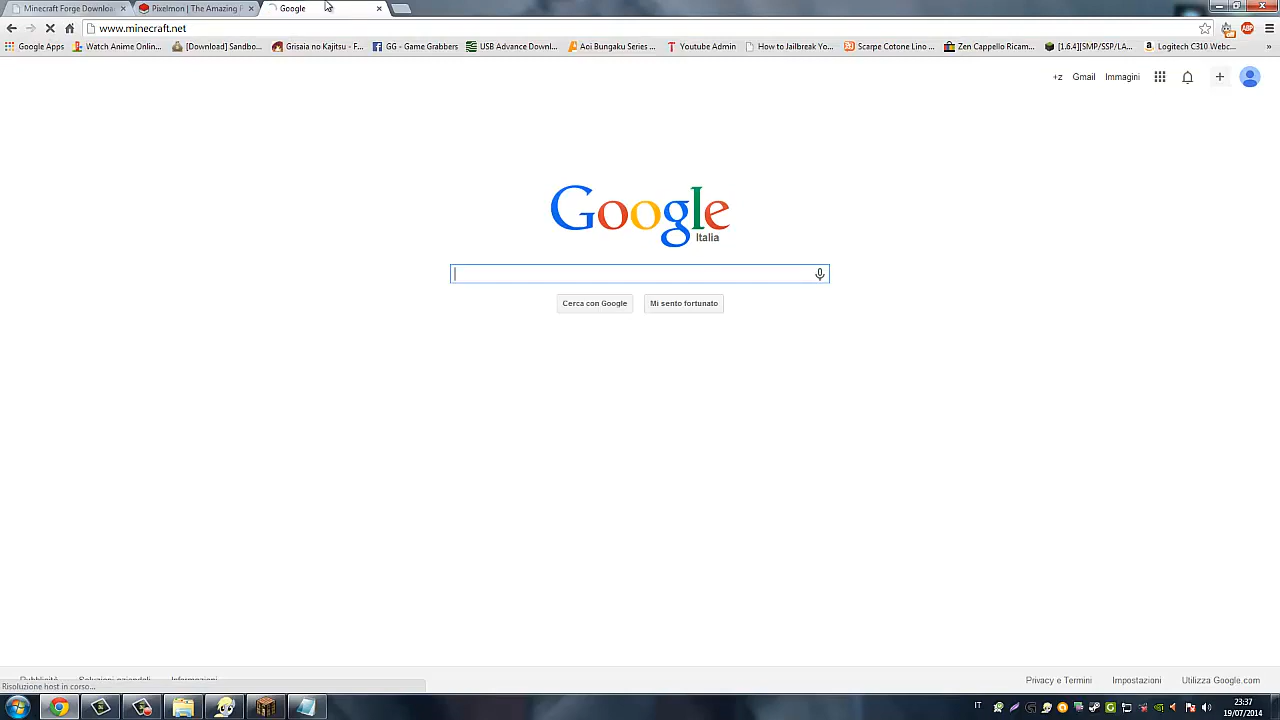 Minecraft Forge Downloa
Pixelmon | The Amazing P
Google
www.minecraft.net
Google Apps
Watch Anime Online...
[Download] Sandbo...
Grisaia no Kajitsu - F...
GG - Game Grabbers
USB Advance Downl...
Aoi Bungaku Series ...
Youtube Admin
How to Jailbreak Yo...
Scarpe Cotone Lino ...
Zen Cappello Ricam...
[1.6.4][SMP/SSP/LA...
Logitech C310 Webc...
»
+z
Gmail
Immagini
Google
Italia
Cerca con Google
Mi sento fortunato
Pubblicità
Soluzioni aziendali
Informazioni
Privacy e Termini
Impostazioni
Utilizza Google.com
Risoluzione host in corso...
IT
23:37
19/07/2014